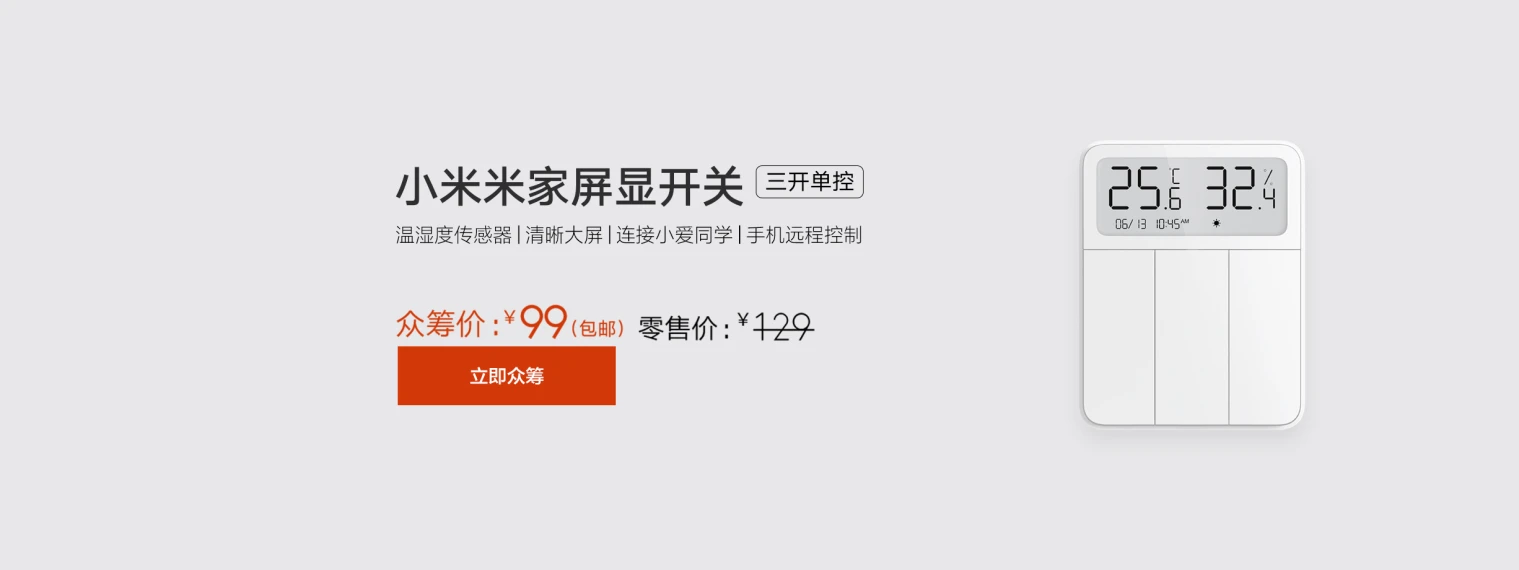 小米米家屏显开关 三开单控
温湿度传感器|清晰大屏|连接小爱同学|手机远程控制
众筹价:¥99(包邮) 零售价:¥129
立即众筹
25.6℃ 32.4%
06/13 10:45AM